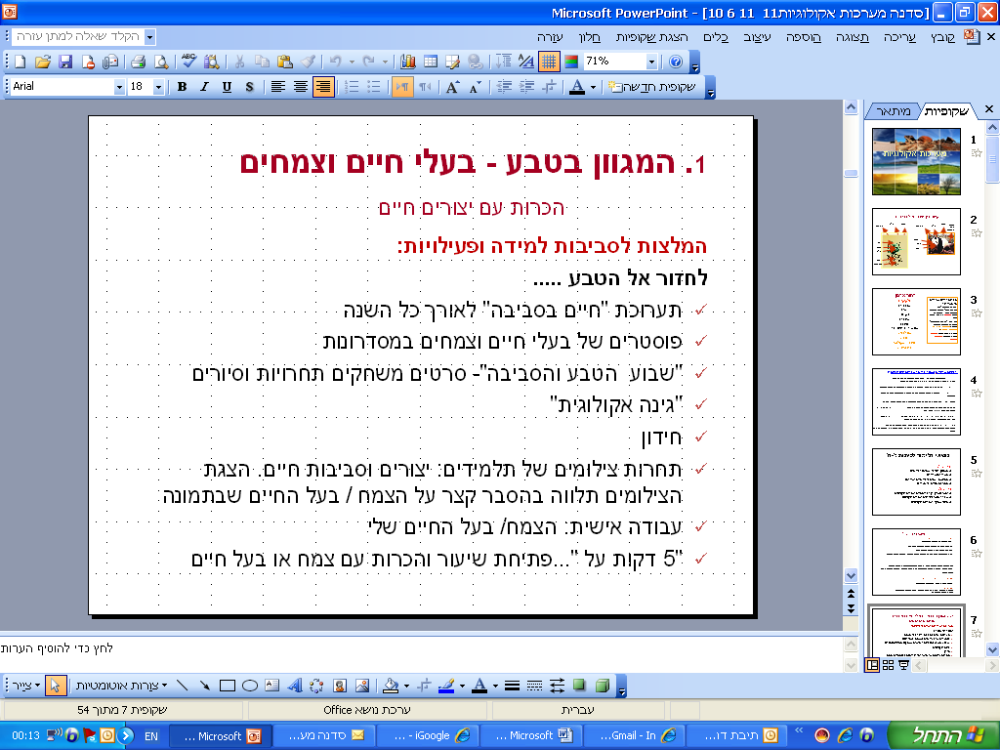 Microsoft PowerPoint - [סדנה מערכות אקולוגיות11 11 6 10]
קובץ עריכה תצוגה הוספה עיצוב כלים הצגת שקופיות חלון עזרה
הקלד שאלה למתן עזרה
71%
Arial 18 B I U S שקופית חדשה
מיתאר שקופיות
1. המגוון בטבע - בעלי חיים וצמחים
הכרות עם יצורים חיים
המלצות לסביבות למידה ופעילויות:
לחזור אל הטבע .....
תערוכת "חיים בסביבה" לאורך כל השנה
פוסטרים של בעלי חיים וצמחים במסדרונות
"שבוע הטבע והסביבה"- סרטים משחקים תחרויות וסיורים
"גינה אקולוגית"
חידון
תחרות צילומים של תלמידים: יצורים וסביבות חיים. הצגת
הצילומים תלווה בהסבר קצר על הצמח / בעל החיים שבתמונה
עבודה אישית: הצמח/ בעל החיים שלי
"5 דקות על "...פתיחת שיעור והכרות עם צמח או בעל חיים
1
מערכות אקולוגיות
2
3
4
5
6
7
לחץ כדי להוסיף הערות
צייר צורות אוטומטיות
שקופית 7 מתוך 54
ערכת נושא Office
עברית
התחל
תיבת דו...
Gmail - In...
Microsoft ...
iGoogle - ...
סדנה מע...
Microsoft ...
EN
00:13